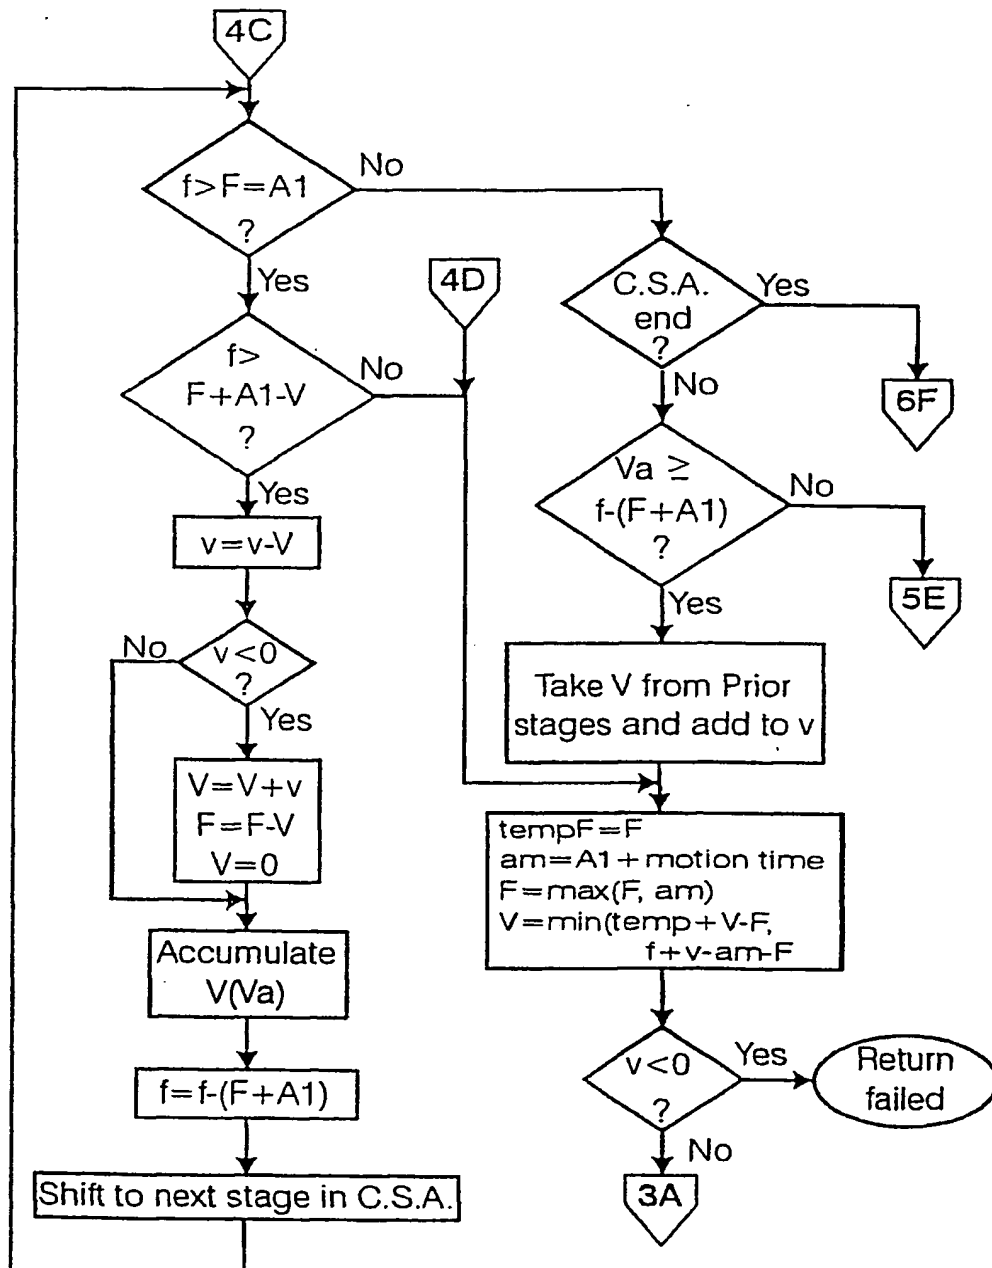 4C
f>F=A1
?
No
Yes
4D
C.S.A.
end
?
Yes
No
6F
f>
F+A1-V
?
No
Yes
Va ≥
f-(F+A1)
?
No
Yes
5E
v=v-V
v<0
?
No
Yes
Take V from Prior
stages and add to v
V=V+v
F=F-V
V=0
tempF=F
am=A1+motion time
F=max(F, am)
V=min(temp+V-F,
f+v-am-F
Accumulate
V(Va)
v<0
?
Yes
No
Return
failed
f=f-(F+A1)
Shift to next stage in C.S.A.
3A